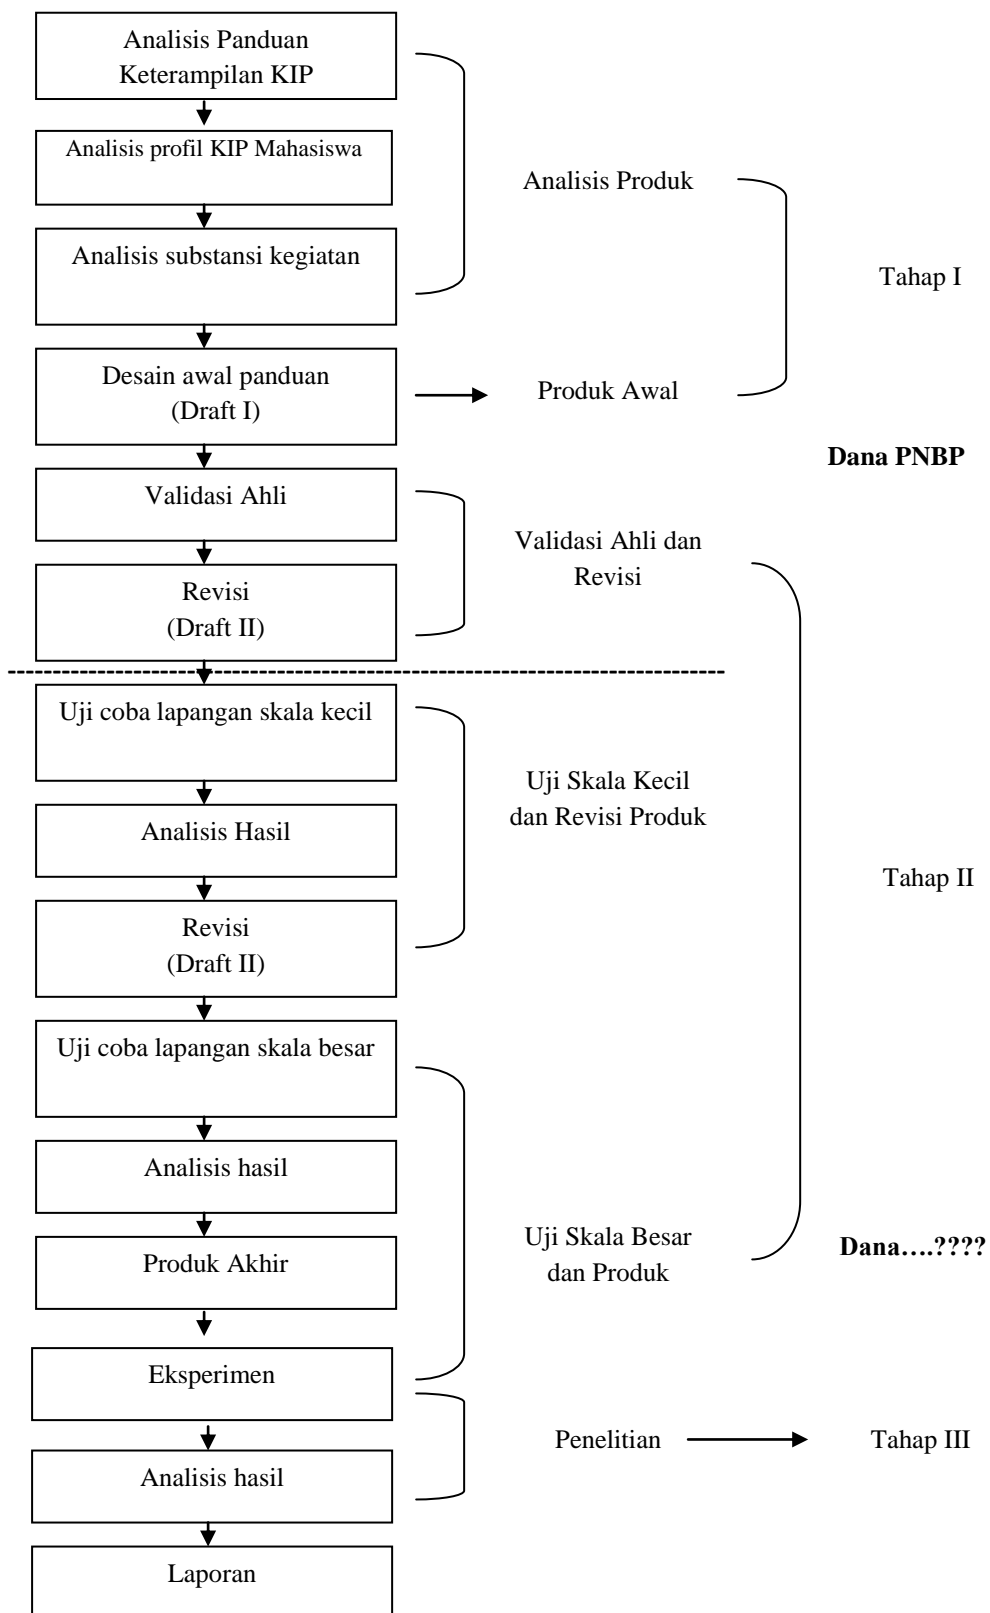 Analisis Panduan
Keterampilan KIP
Analisis profil KIP Mahasiswa
Analisis Produk
Analisis substansi kegiatan
Tahap I
Desain awal panduan
(Draft I)
Produk Awal
Dana PNBP
Validasi Ahli
Validasi Ahli dan
Revisi
Revisi
(Draft II)
Uji coba lapangan skala kecil
Uji Skala Kecil
dan Revisi Produk
Analisis Hasil
Tahap II
Revisi
(Draft II)
Uji coba lapangan skala besar
Analisis hasil
Uji Skala Besar
dan Produk
Dana….????
Produk Akhir
Eksperimen
Penelitian
Tahap III
Analisis hasil
Laporan